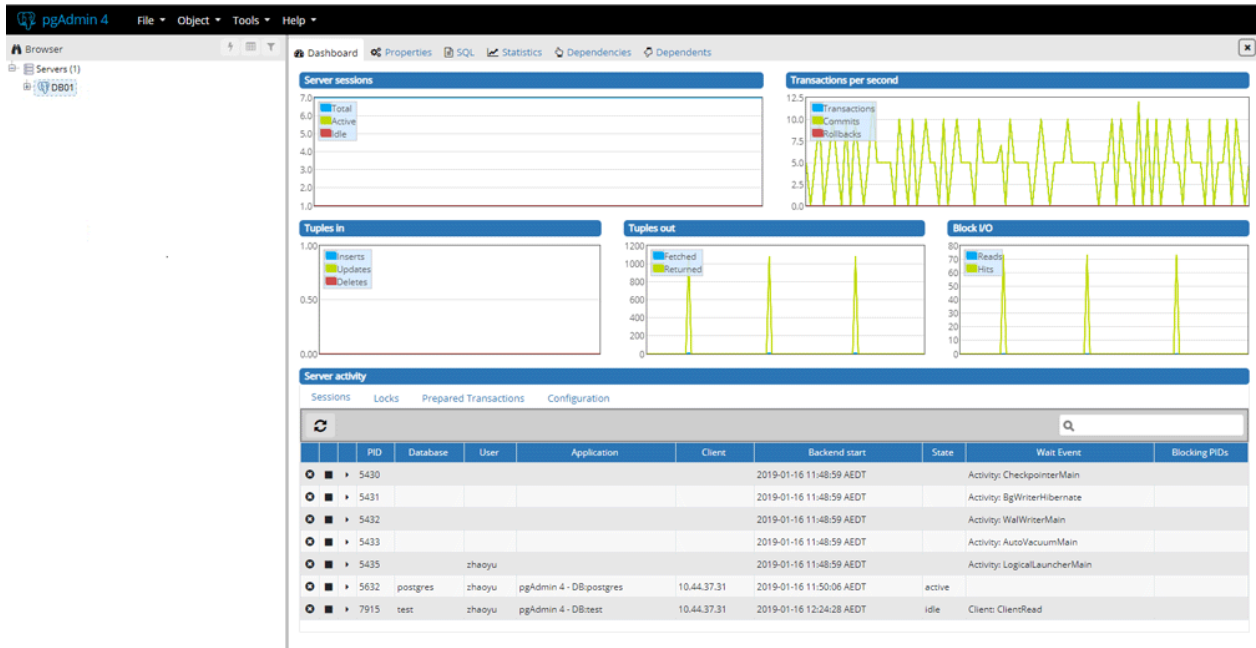 pgAdmin 4 File Object Tools Help
Browser
Servers (1)
DB01
Dashboard Properties SQL Statistics Dependencies Dependents
Server sessions
7.0
6.0
5.0
4.0
3.0
2.0
1.0
Total
Active
Idle
Transactions per second
12.5
10.0
7.5
5.0
2.5
0.0
Transactions
Commits
Rollbacks
Tuples in
1.00
0.50
0.00
Inserts
Updates
Deletes
Tuples out
1200
1000
800
600
400
200
0
Fetched
Returned
Block I/O
80
70
60
50
40
30
20
10
0
Reads
Hits
Server activity
Sessions Locks Prepared Transactions Configuration
PID Database User Application Client Backend start State Wait Event Blocking PIDs
5430 2019-01-16 11:48:59 AEDT Activity: CheckpointerMain
5431 2019-01-16 11:48:59 AEDT Activity: BgWriterHibernate
5432 2019-01-16 11:48:59 AEDT Activity: WalWriterMain
5433 2019-01-16 11:48:59 AEDT Activity: AutoVacuumMain
5435 zhaoyu 2019-01-16 11:48:59 AEDT Activity: LogicalLauncherMain
5632 postgres zhaoyu pgAdmin 4 - DB:postgres 10.44.37.31 2019-01-16 11:50:06 AEDT active
7915 test zhaoyu pgAdmin 4 - DB:test 10.44.37.31 2019-01-16 12:24:28 AEDT idle Client: ClientRead